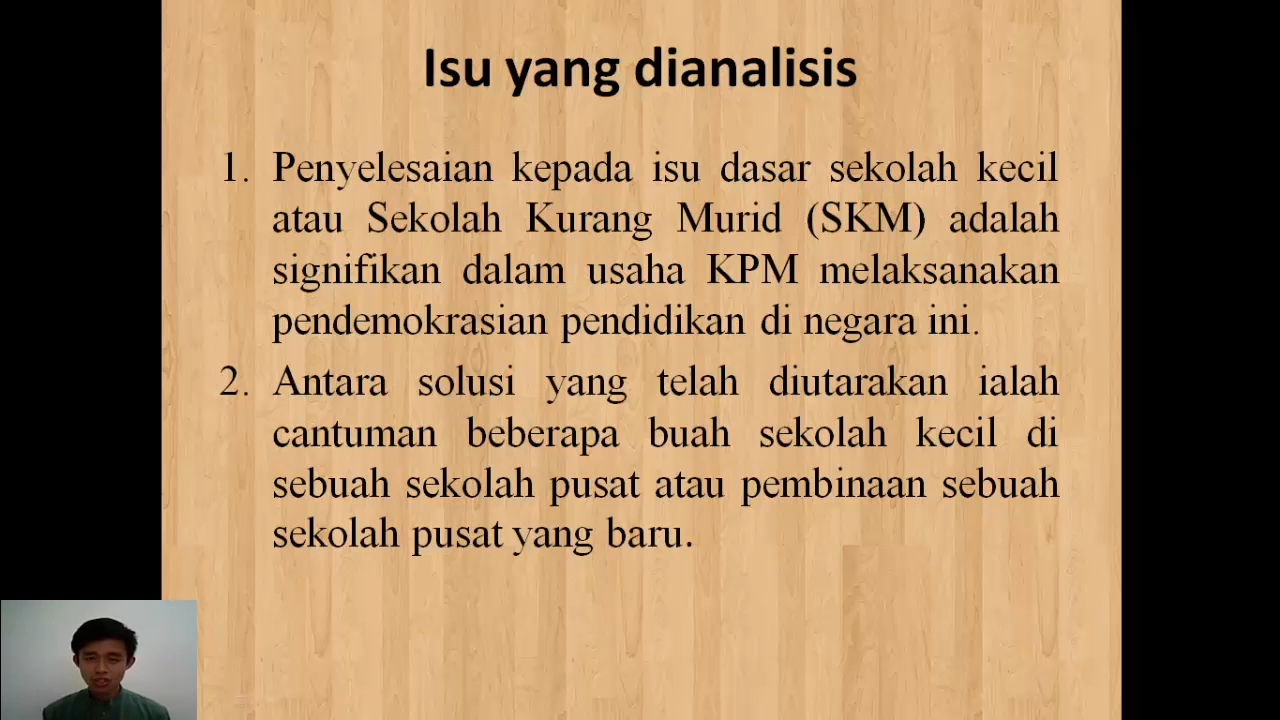 Isu yang dianalisis
1. Penyelesaian kepada isu dasar sekolah kecil
atau Sekolah Kurang Murid (SKM) adalah
signifikan dalam usaha KPM melaksanakan
pendemokrasian pendidikan di negara ini.
2. Antara solusi yang telah diutarakan ialah
cantuman beberapa buah sekolah kecil di
sebuah sekolah pusat atau pembinaan sebuah
sekolah pusat yang baru.